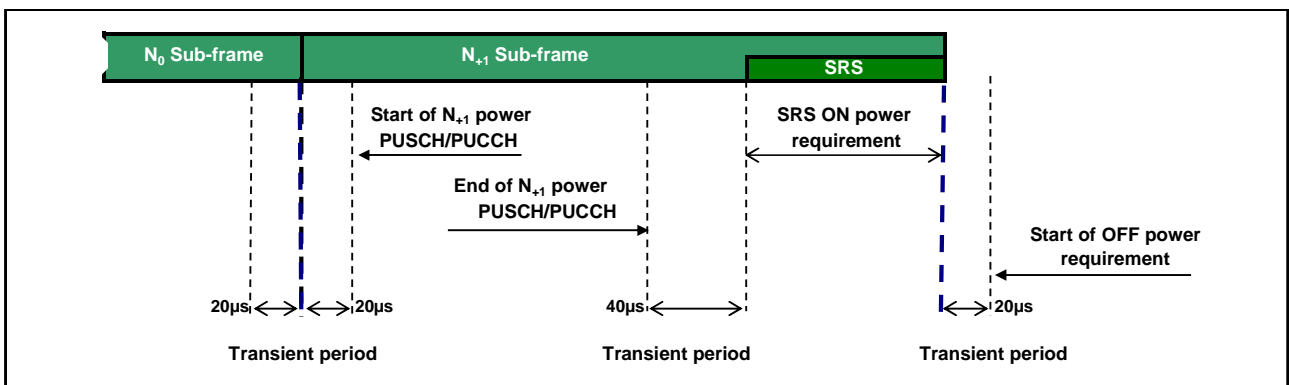 N₀ Sub-frame
N₊₁ Sub-frame
SRS
Start of N₊₁ power
PUSCH/PUCCH
SRS ON power
requirement
End of N₊₁ power
PUSCH/PUCCH
Start of OFF power
requirement
20µs
20µs
40µs
20µs
Transient period
Transient period
Transient period